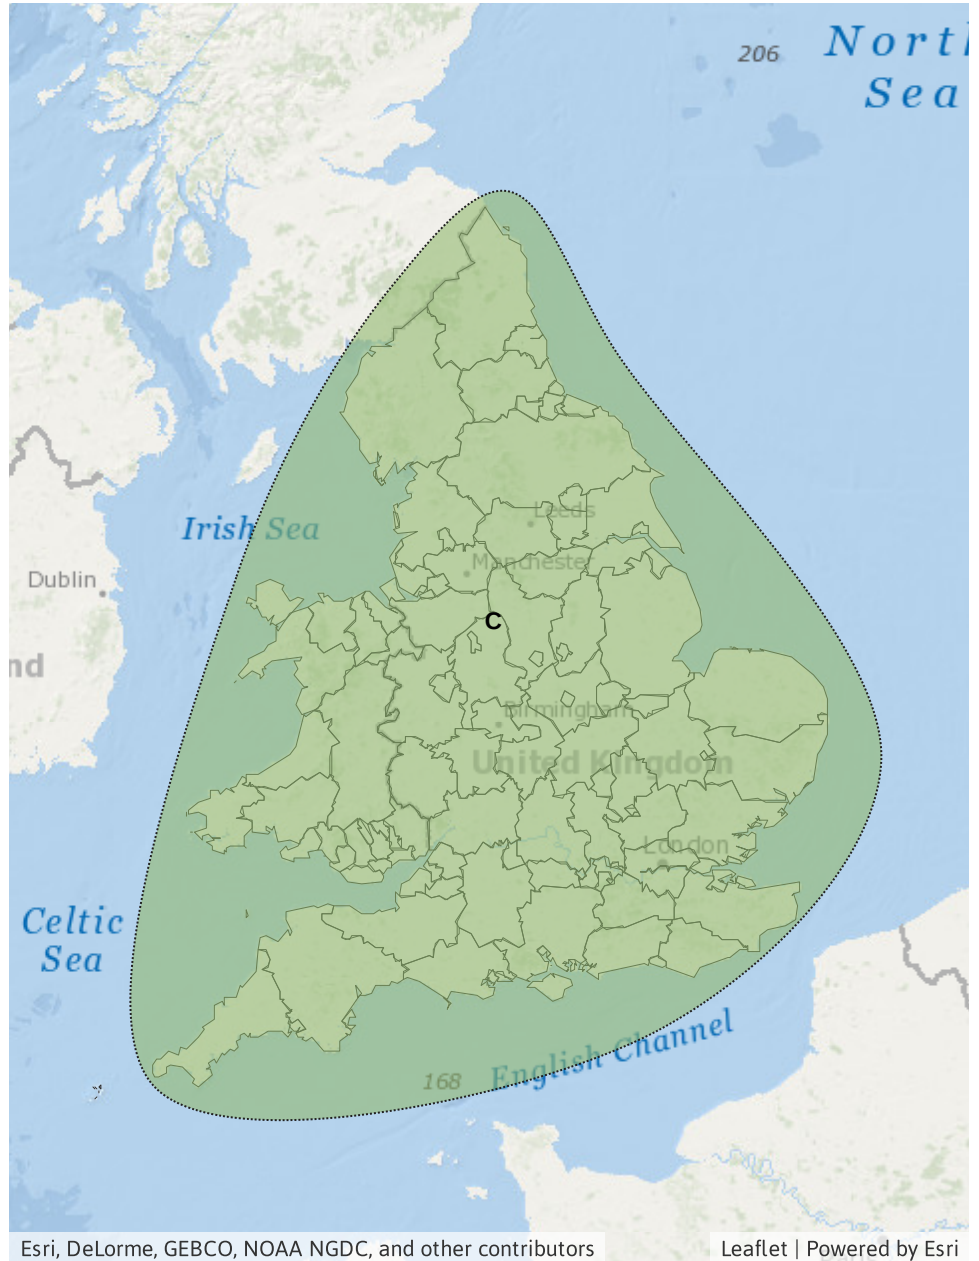 206
North
Sea
Leeds
Irish Sea
Manchester
Dublin
C
nd
Birmingham
United Kingdom
London
Celtic
Sea
English Channel
168
Esri, DeLorme, GEBCO, NOAA NGDC, and other contributors
Leaflet | Powered by Esri